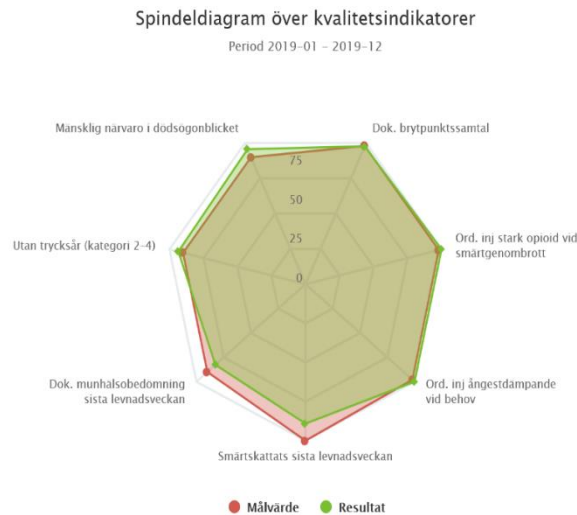 Spindeldiagram över kvalitetsindikatorer
Period 2019-01 - 2019-12
Mänsklig närvaro i dödsögonblicket
Dok. brytpunktssamtal
75
50
25
0
Utan trycksår (kategori 2-4)
Ord. inj stark opioid vid
smärtgenombrott
Dok. munhälsobedömning
sista levnadsveckan
Ord. inj ångestdämpande
vid behov
Smärtskattats sista levnadsveckan
Målvärde
Resultat